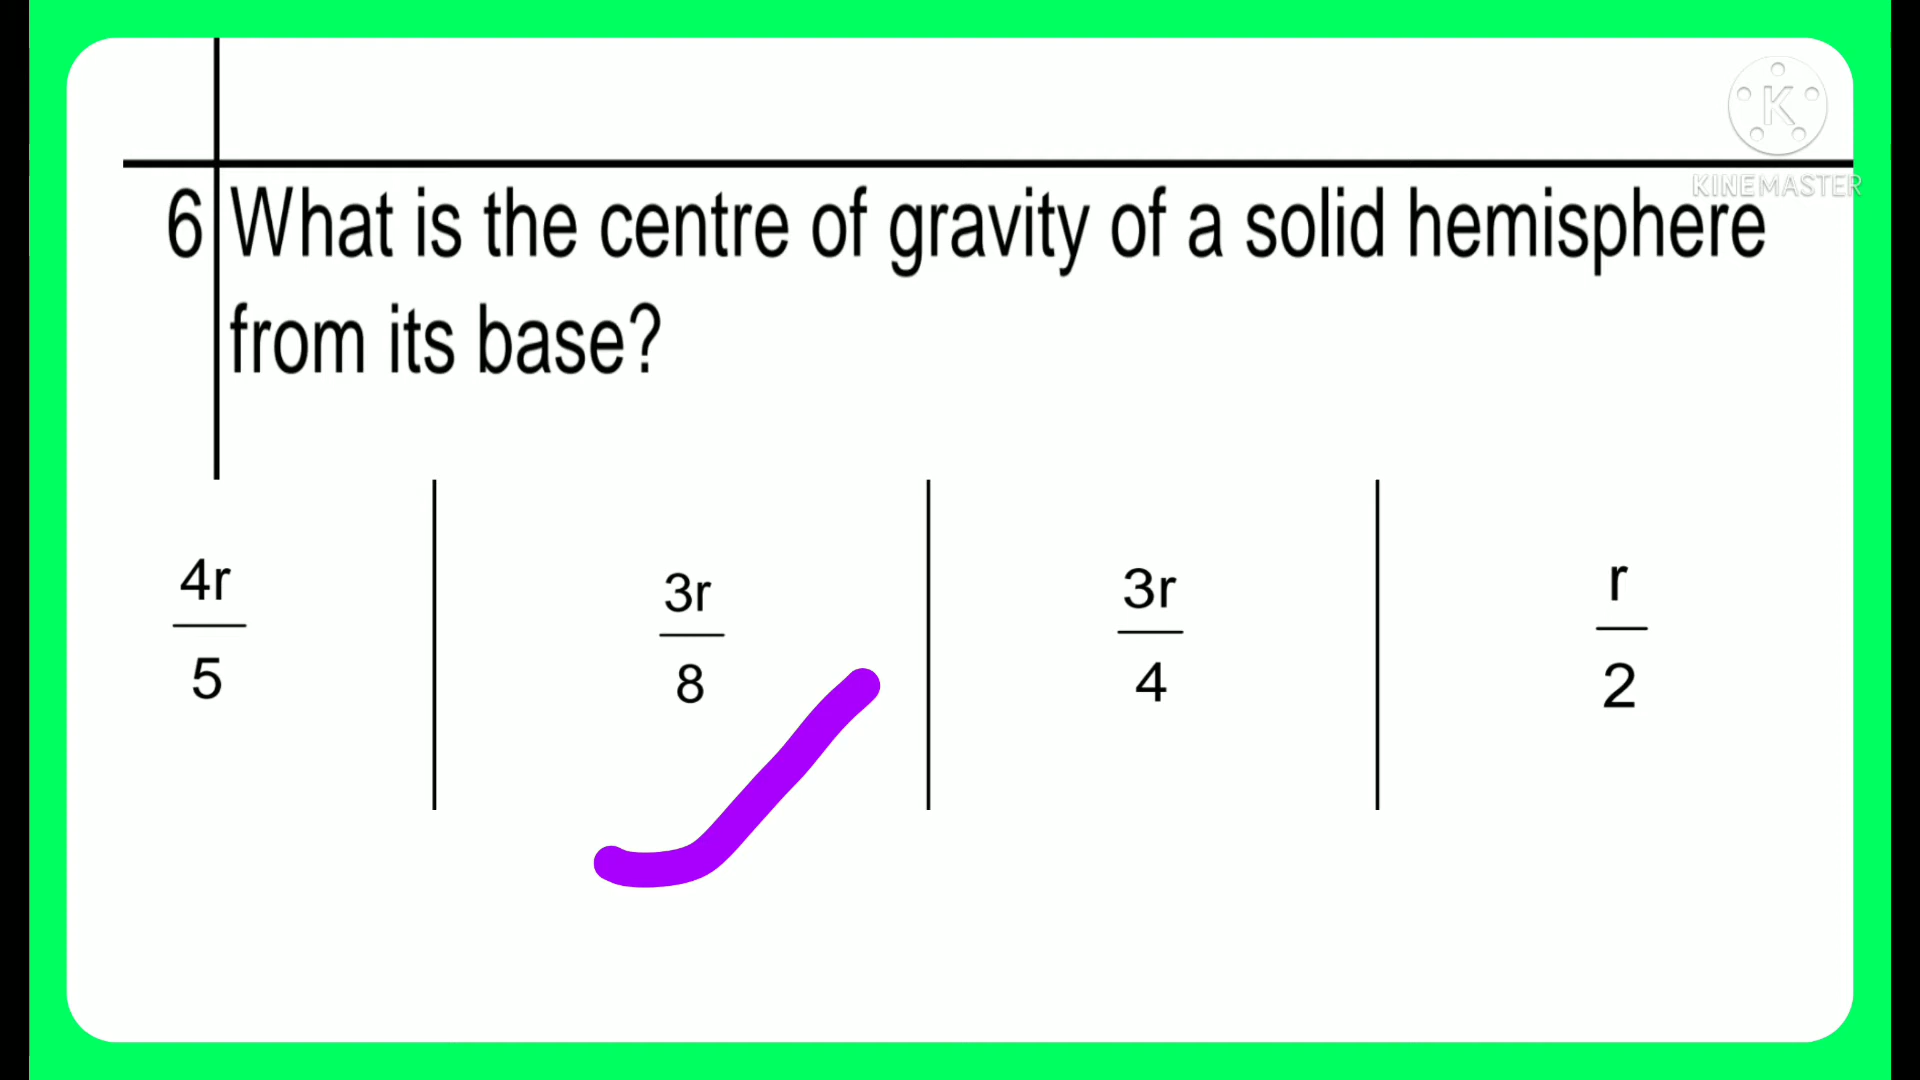 K
KINEMASTER
6 What is the centre of gravity of a solid hemisphere
from its base?
4r
5
3r
8
3r
4
r
2